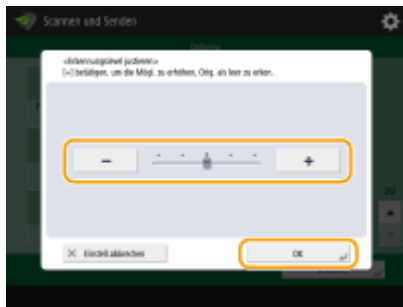 Scannen und Senden
<Erkennungslevel justieren>
[+] betätigen, um die Mögl. zu erhöhen, Orig. als leer zu erken.
−
+
20
Einstell.abbrechen
OK